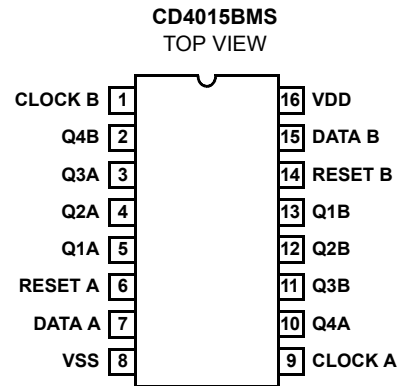 CD4015BMS
TOP VIEW
CLOCK B 1 16 VDD
Q4B 2 15 DATA B
Q3A 3 14 RESET B
Q2A 4 13 Q1B
Q1A 5 12 Q2B
RESET A 6 11 Q3B
DATA A 7 10 Q4A
VSS 8 9 CLOCK A